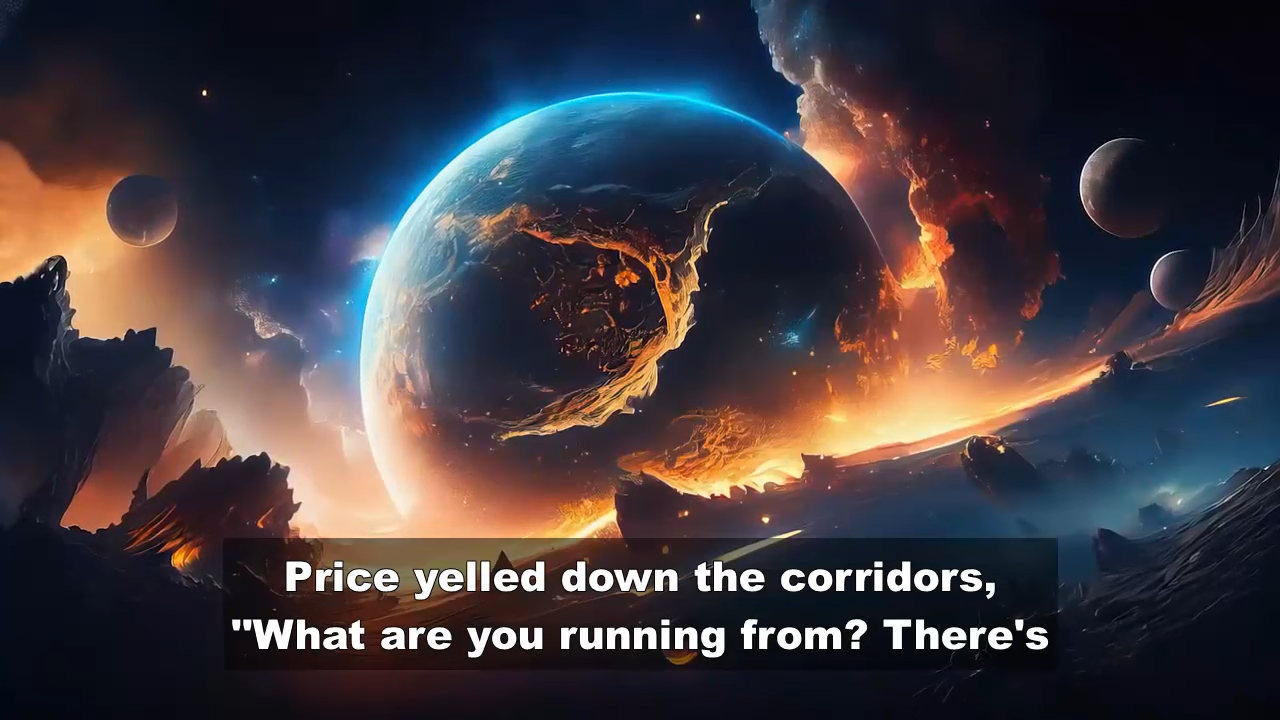 Price yelled down the corridors,
"What are you running from? There's